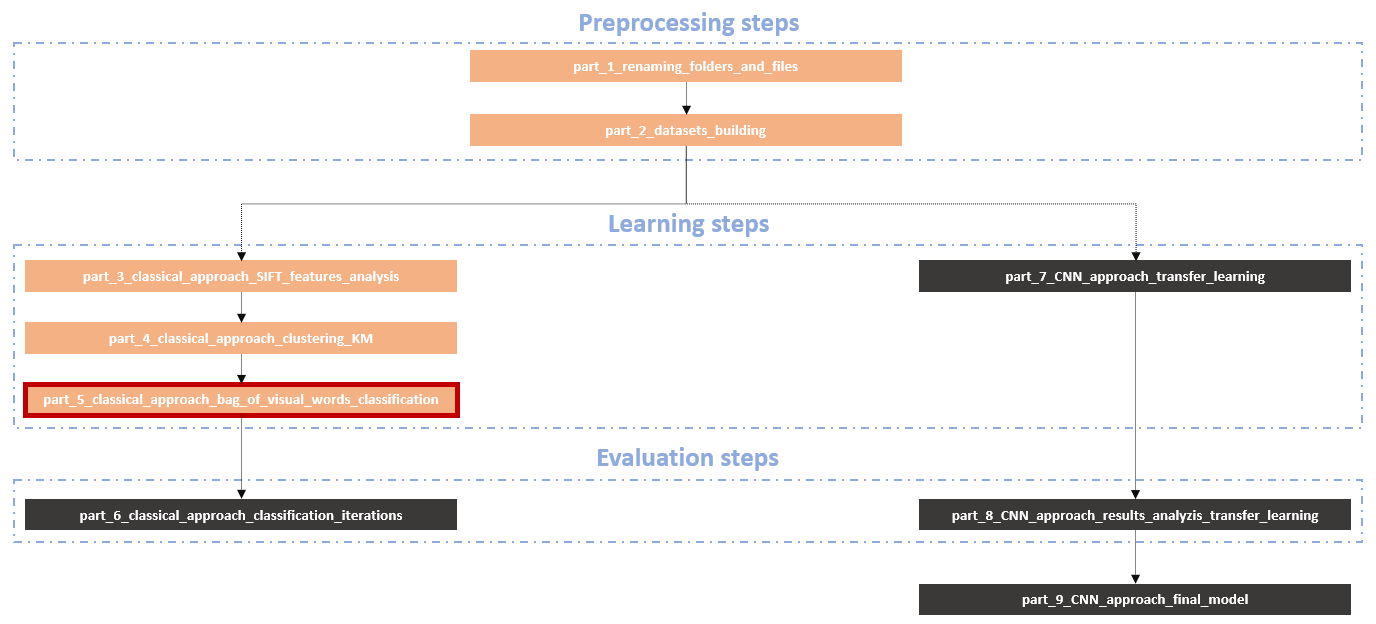 Preprocessing steps
part_1_renaming_folders_and_files
part_2_datasets_building
Learning steps
part_3_classical_approach_SIFT_features_analysis
part_7_CNN_approach_transfer_learning
part_4_classical_approach_clustering_KM
part_5_classical_approach_bag_of_visual_words_classification
Evaluation steps
part_6_classical_approach_classification_iterations
part_8_CNN_approach_results_analyzis_transfer_learning
part_9_CNN_approach_final_model